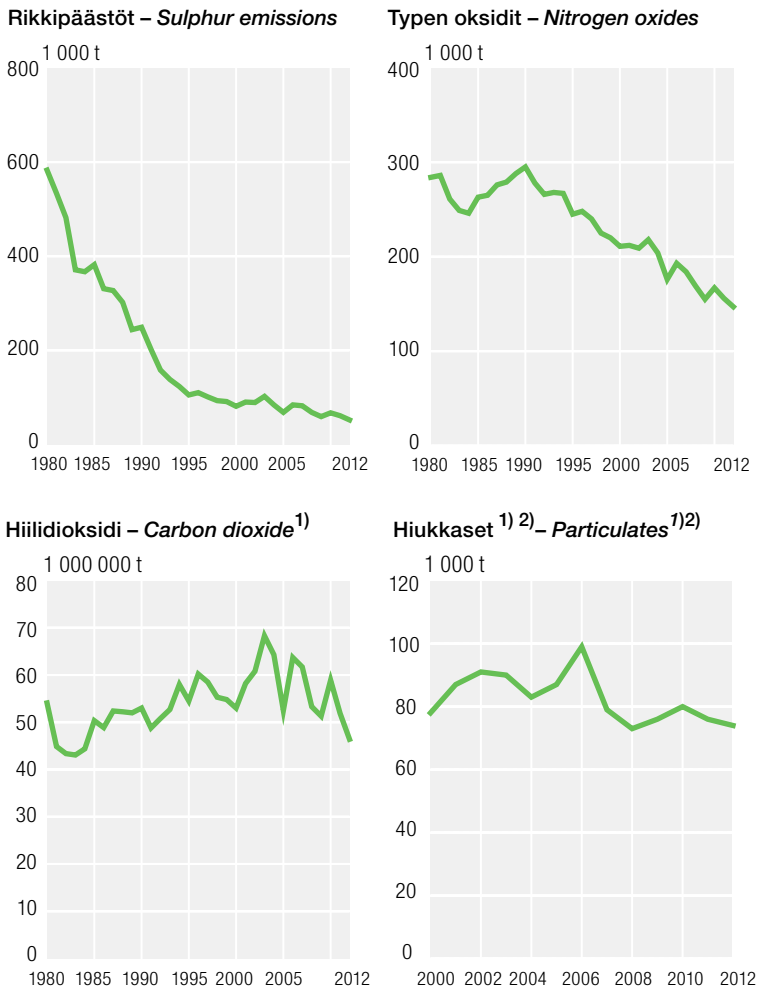 Rikkipäästöt – Sulphur emissions
1 000 t
800
600
400
200
0
1980 1985 1990 1995 2000 2005 2012
Typen oksidit – Nitrogen oxides
1 000 t
400
300
200
100
0
1980 1985 1990 1995 2000 2005 2012
Hiilidioksidi – Carbon dioxide1)
1 000 000 t
80
70
60
50
40
30
20
10
0
1980 1985 1990 1995 2000 2005 2012
Hiukkaset 1) 2)– Particulates1)2)
1 000 t
120
100
80
60
40
20
0
2000 2002 2004 2006 2008 2010 2012